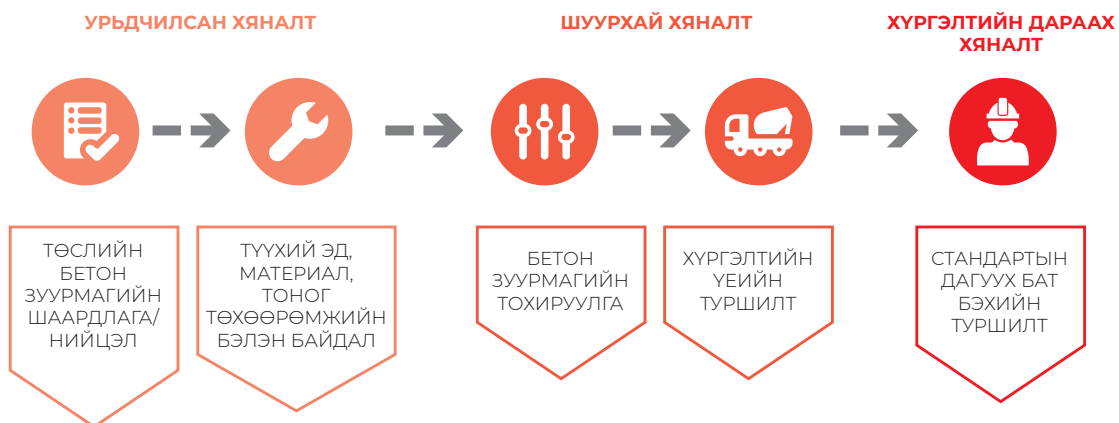 УРЬДЧИЛСАН ХЯНАЛТ
ШУУРХАЙ ХЯНАЛТ
ХҮРГЭЛТИЙН ДАРААХ
ХЯНАЛТ
ТӨСЛИЙН
БЕТОН
ЗУУРМАГИЙН
ШААРДЛАГА/
НИЙЦЭЛ
ТҮҮХИЙ ЭД,
МАТЕРИАЛ,
ТОНОГ
ТӨХӨӨРӨМЖИЙН
БЭЛЭН БАЙДАЛ
БЕТОН
ЗУУРМАГИЙН
ТОХИРУУЛГА
ХҮРГЭЛТИЙН
ҮЕИЙН
ТУРШИЛТ
СТАНДАРТЫН
ДАГУУХ БАТ
БЭХИЙН
ТУРШИЛТ